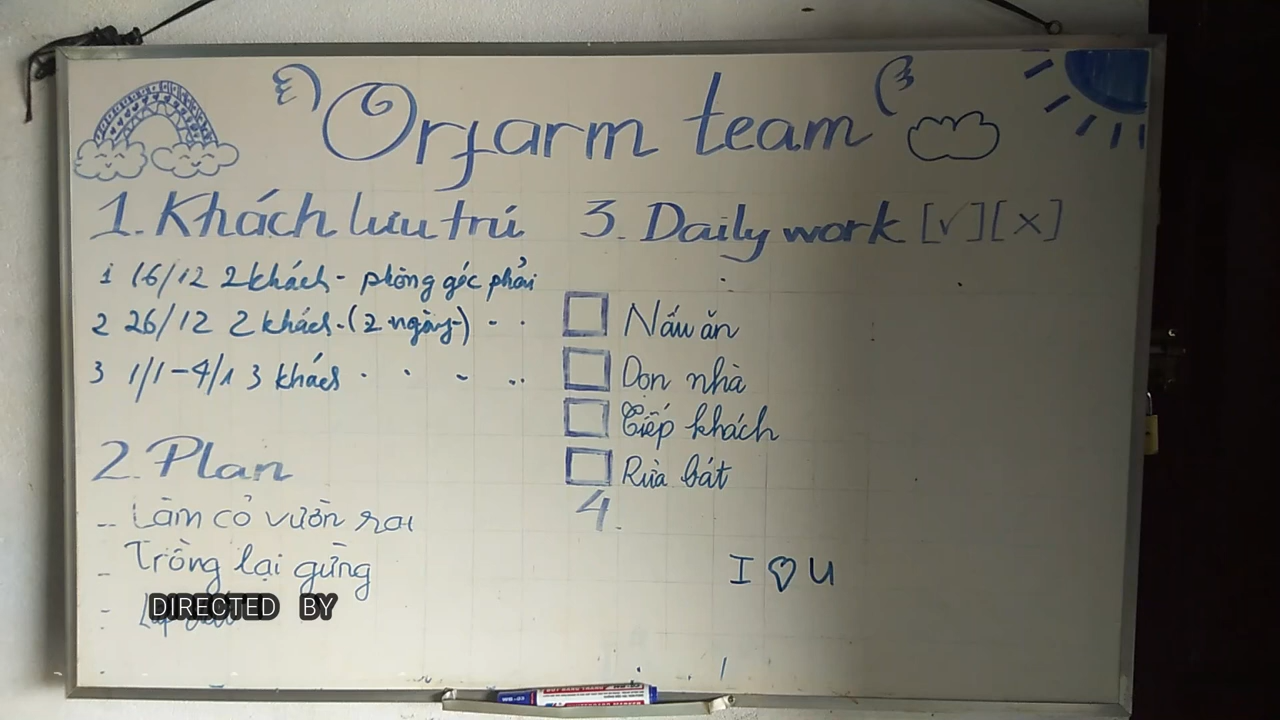 Orfarm team
1. Khách lưu trú
1 16/12 2 khách - phòng góc phải
2 26/12 2 khách - (2 ngày) - -
3 1/1 - 4/1 3 khách
2. Plan
- Làm cỏ vườn rau
- Trồng lại gừng
DIRECTED BY
3. Daily work [√] [×]
Nấu ăn
Dọn nhà
Tiếp khách
Rửa bát
4.
I ♡ U